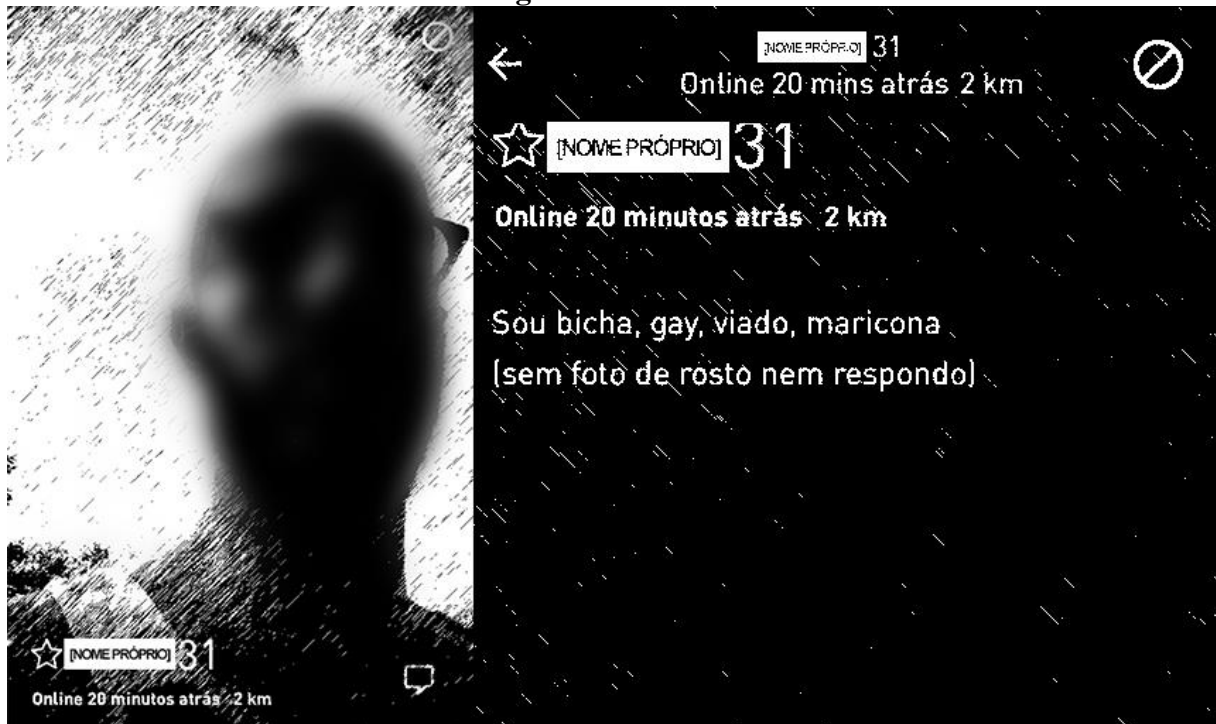 [NOME PRÓPRIO] 31
Online 20 minutos atrás 2 km
[NOME PRÓPRIO] 31
Online 20 mins atrás 2 km
[NOME PRÓPRIO] 31
Online 20 minutos atrás 2 km
Sou bicha, gay, viado, maricona
(sem foto de rosto nem respondo)